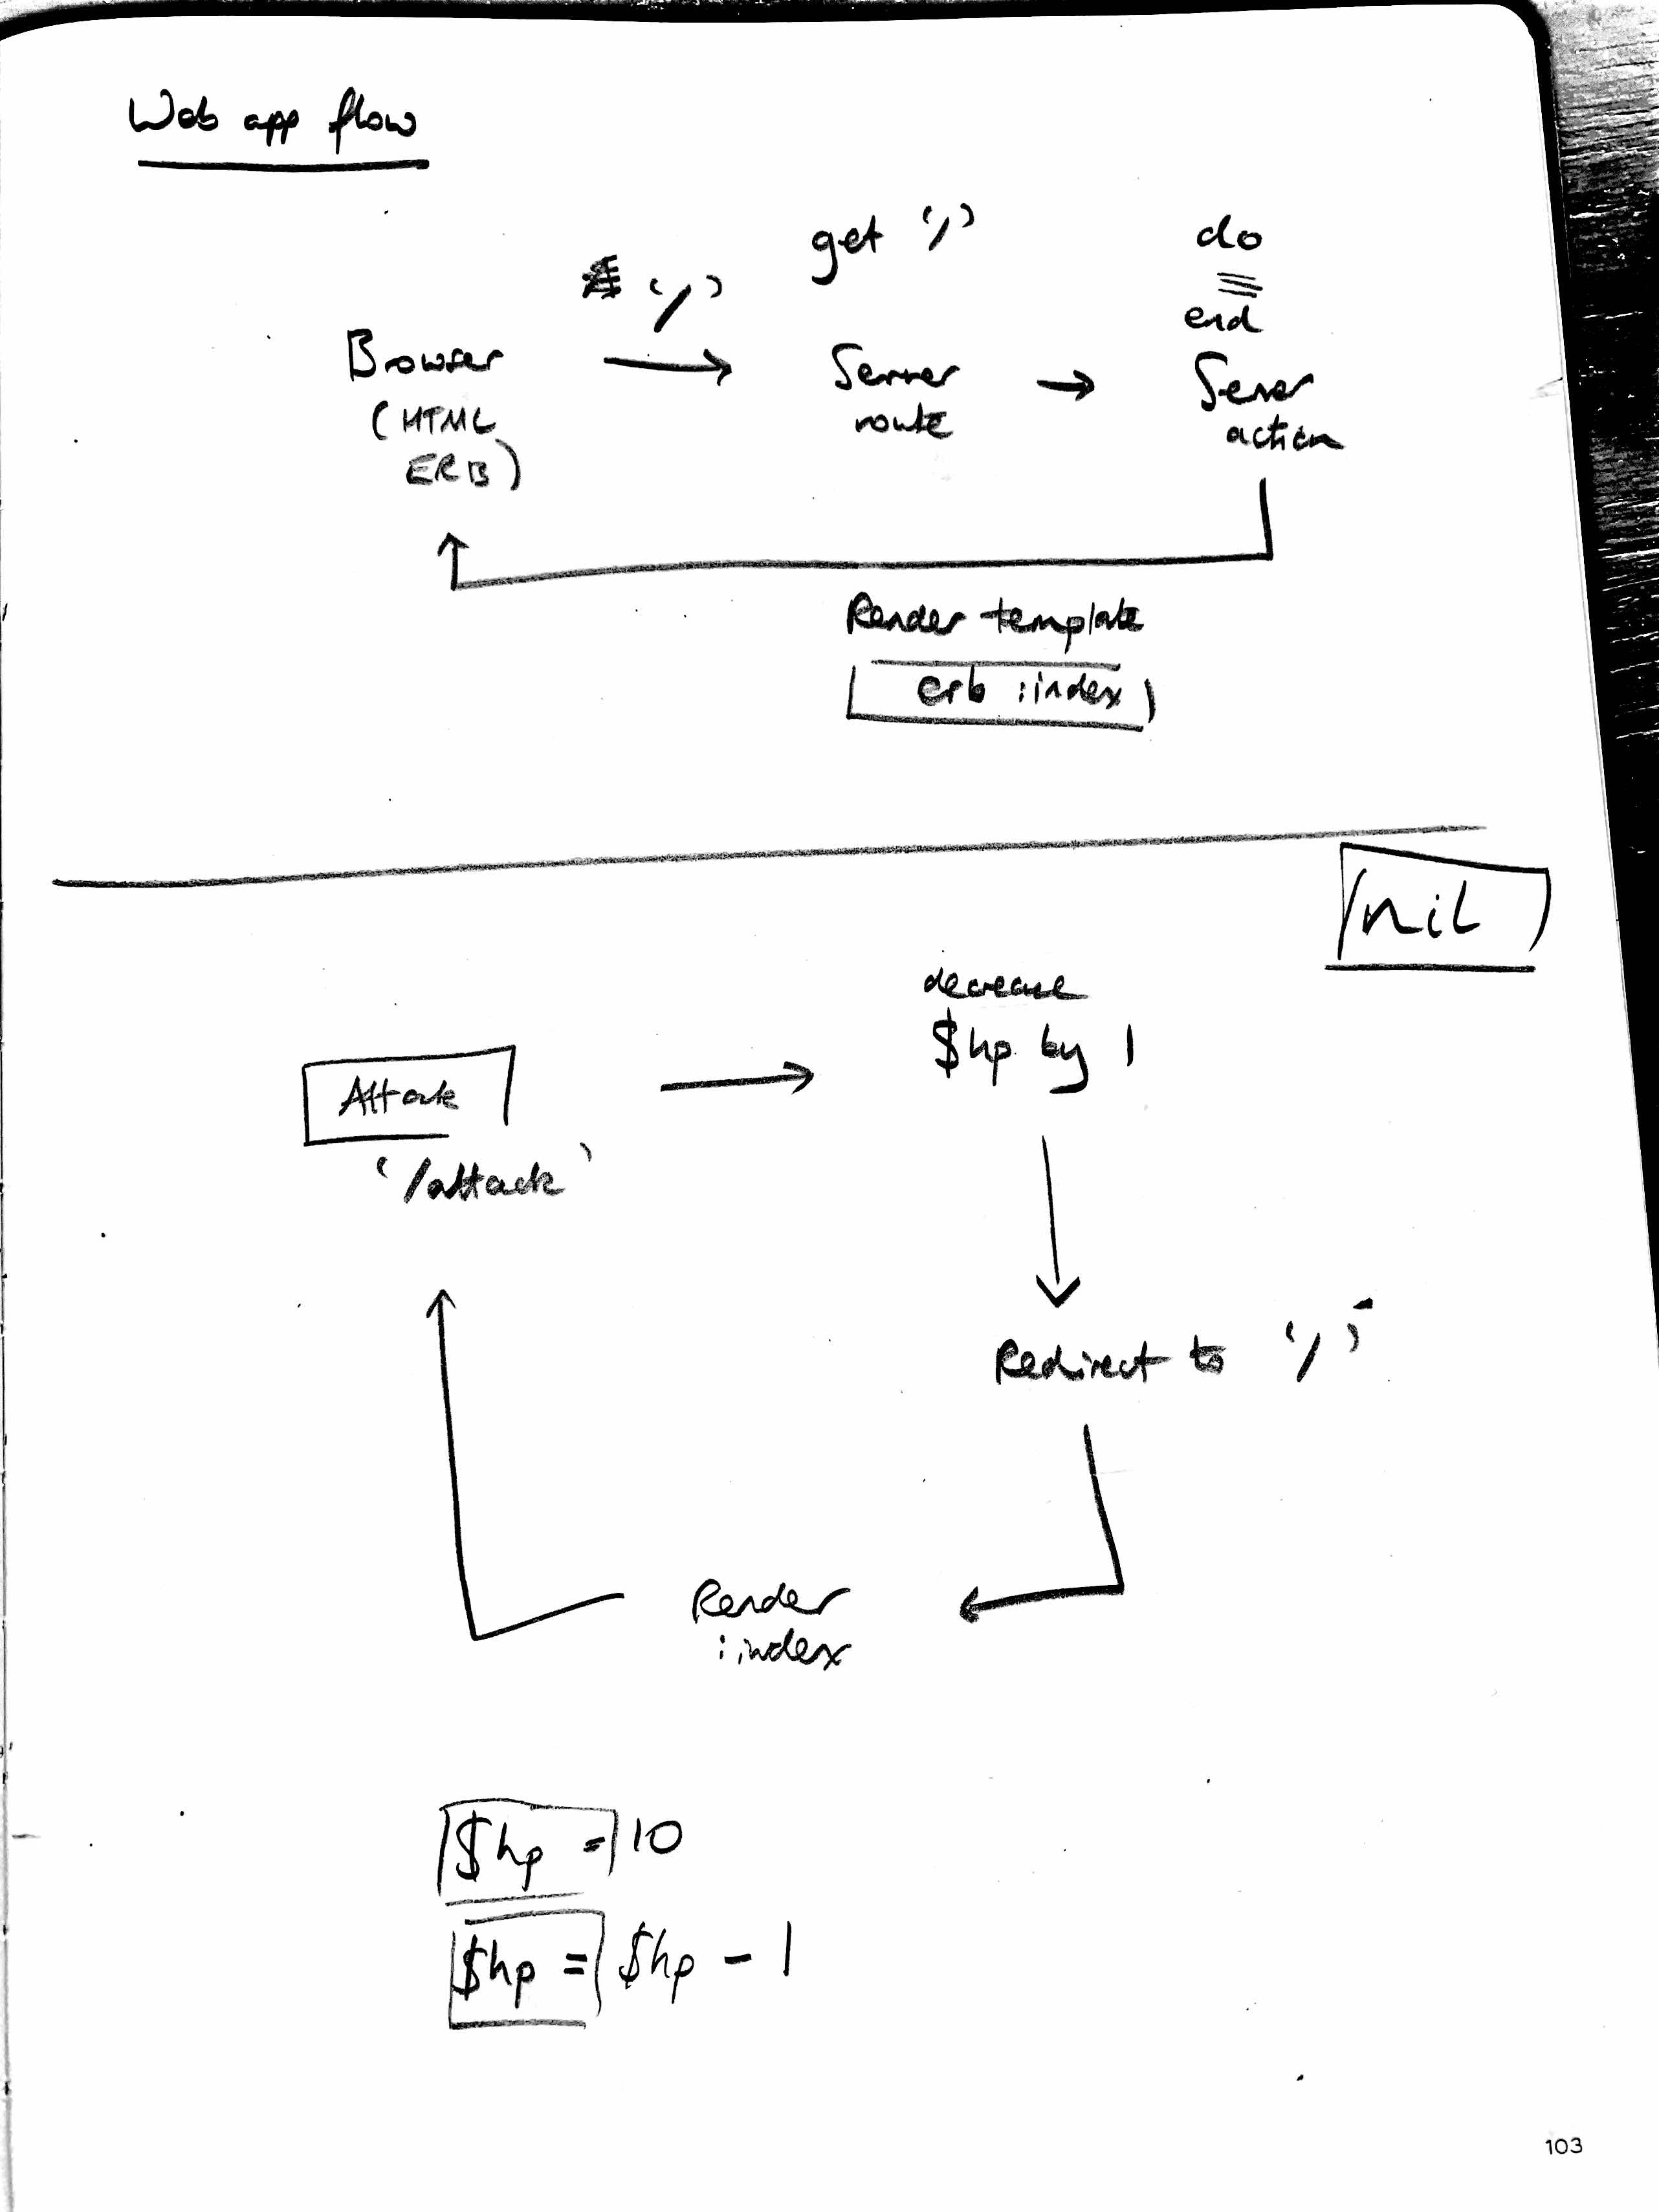 Web app flow
get '/'
do
'/'
end
Browser
Server
Server
(HTML
route
action
ERB)
Render template
erb :index
nil
decrease
$hp by 1
Attack
'/attack'
Redirect to '/'
Render
:index
$hp = 10
$hp = $hp - 1
103